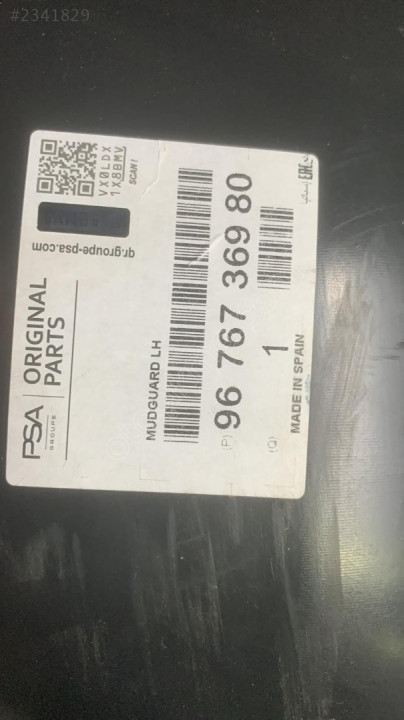 #2341829
PSA
GROUPE
ORIGINAL
PARTS
qr.groupe-psa.com
VX0LDX
1X8BMV
SCAN!
MUDGUARD LH
(P) 96 767 369 80
(Q) 1
MADE IN SPAIN
EAC